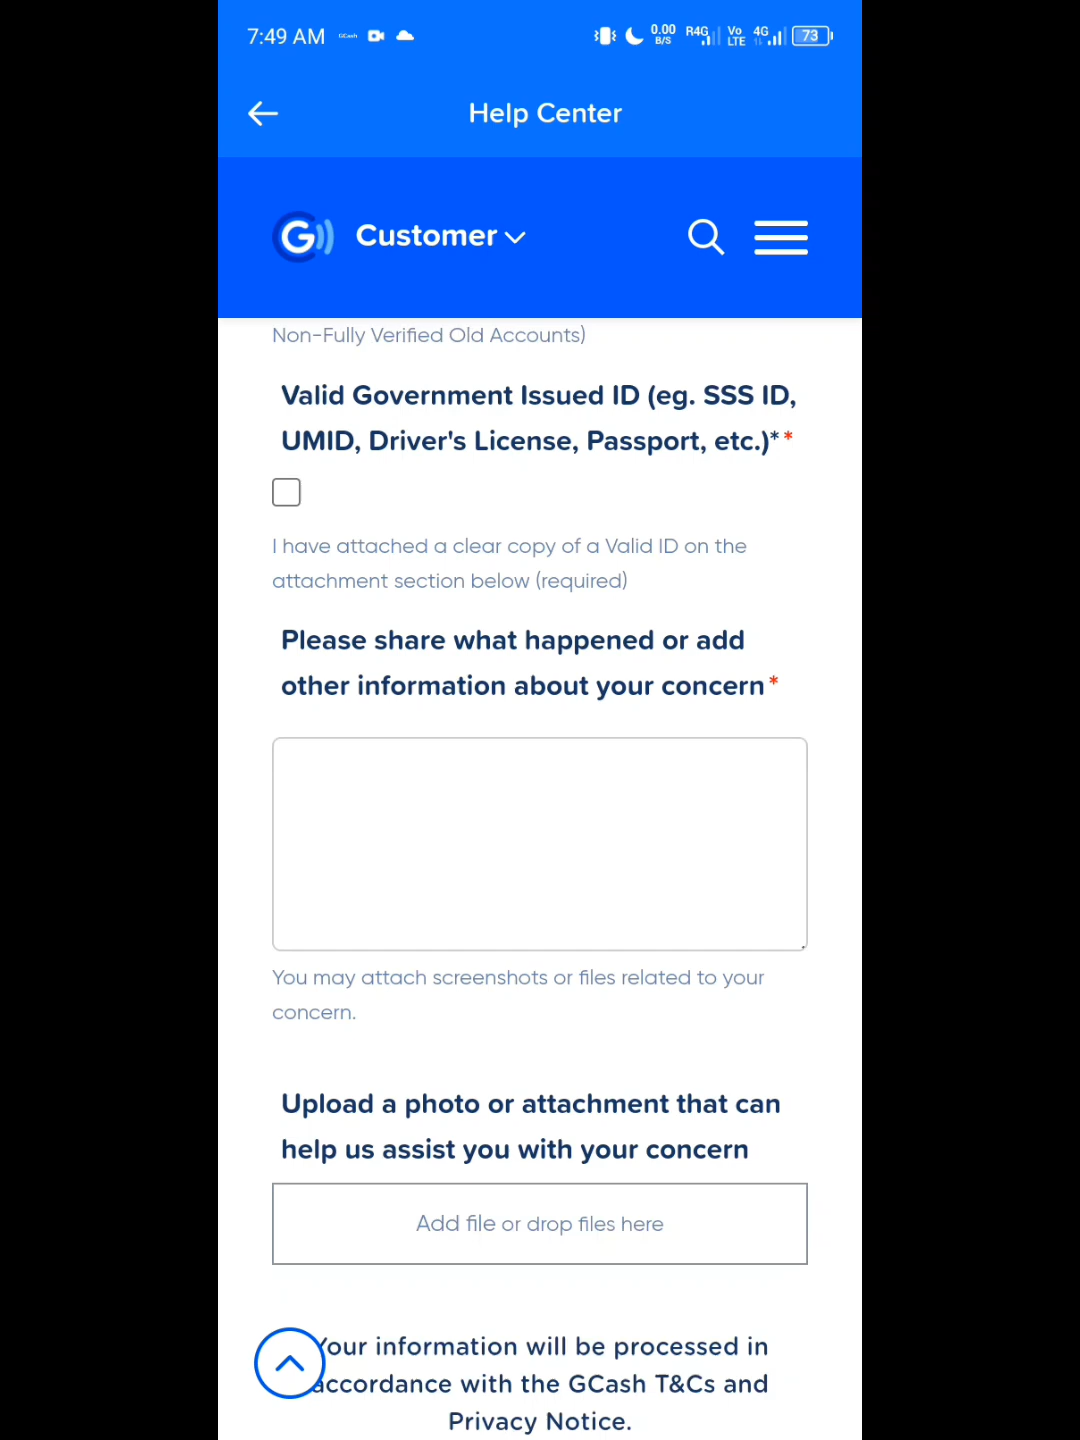 7:49 AM GCash 0.00 B/S R4G Vo LTE 4G 73
Help Center
G Customer
Non-Fully Verified Old Accounts)
Valid Government Issued ID (eg. SSS ID,
UMID, Driver's License, Passport, etc.)**
I have attached a clear copy of a Valid ID on the
attachment section below (required)
Please share what happened or add
other information about your concern*
You may attach screenshots or files related to your
concern.
Upload a photo or attachment that can
help us assist you with your concern
Add file or drop files here
Your information will be processed in
accordance with the GCash T&Cs and
Privacy Notice.